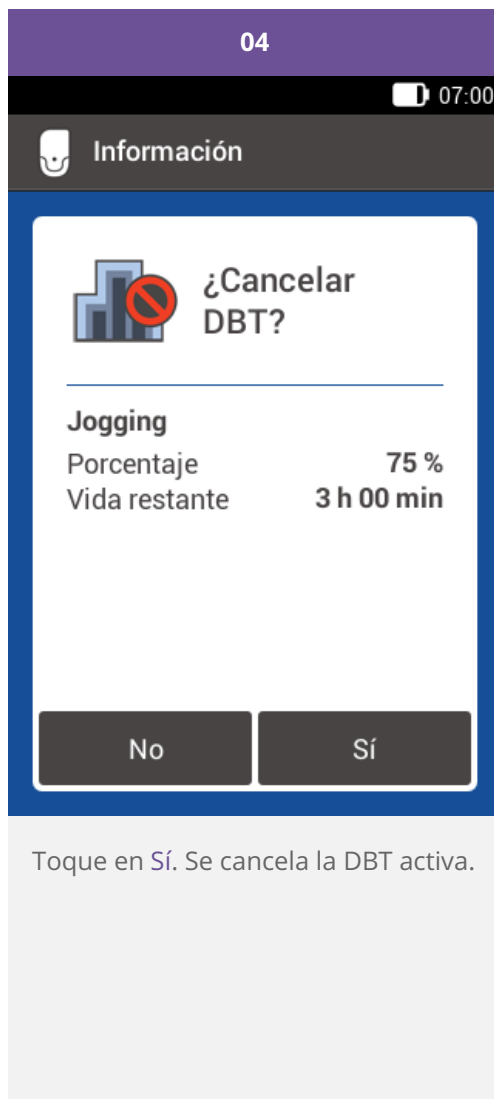 04
07:00
Información
¿Cancelar
DBT?
Jogging
Porcentaje 75 %
Vida restante 3 h 00 min
No Sí
Toque en Sí. Se cancela la DBT activa.